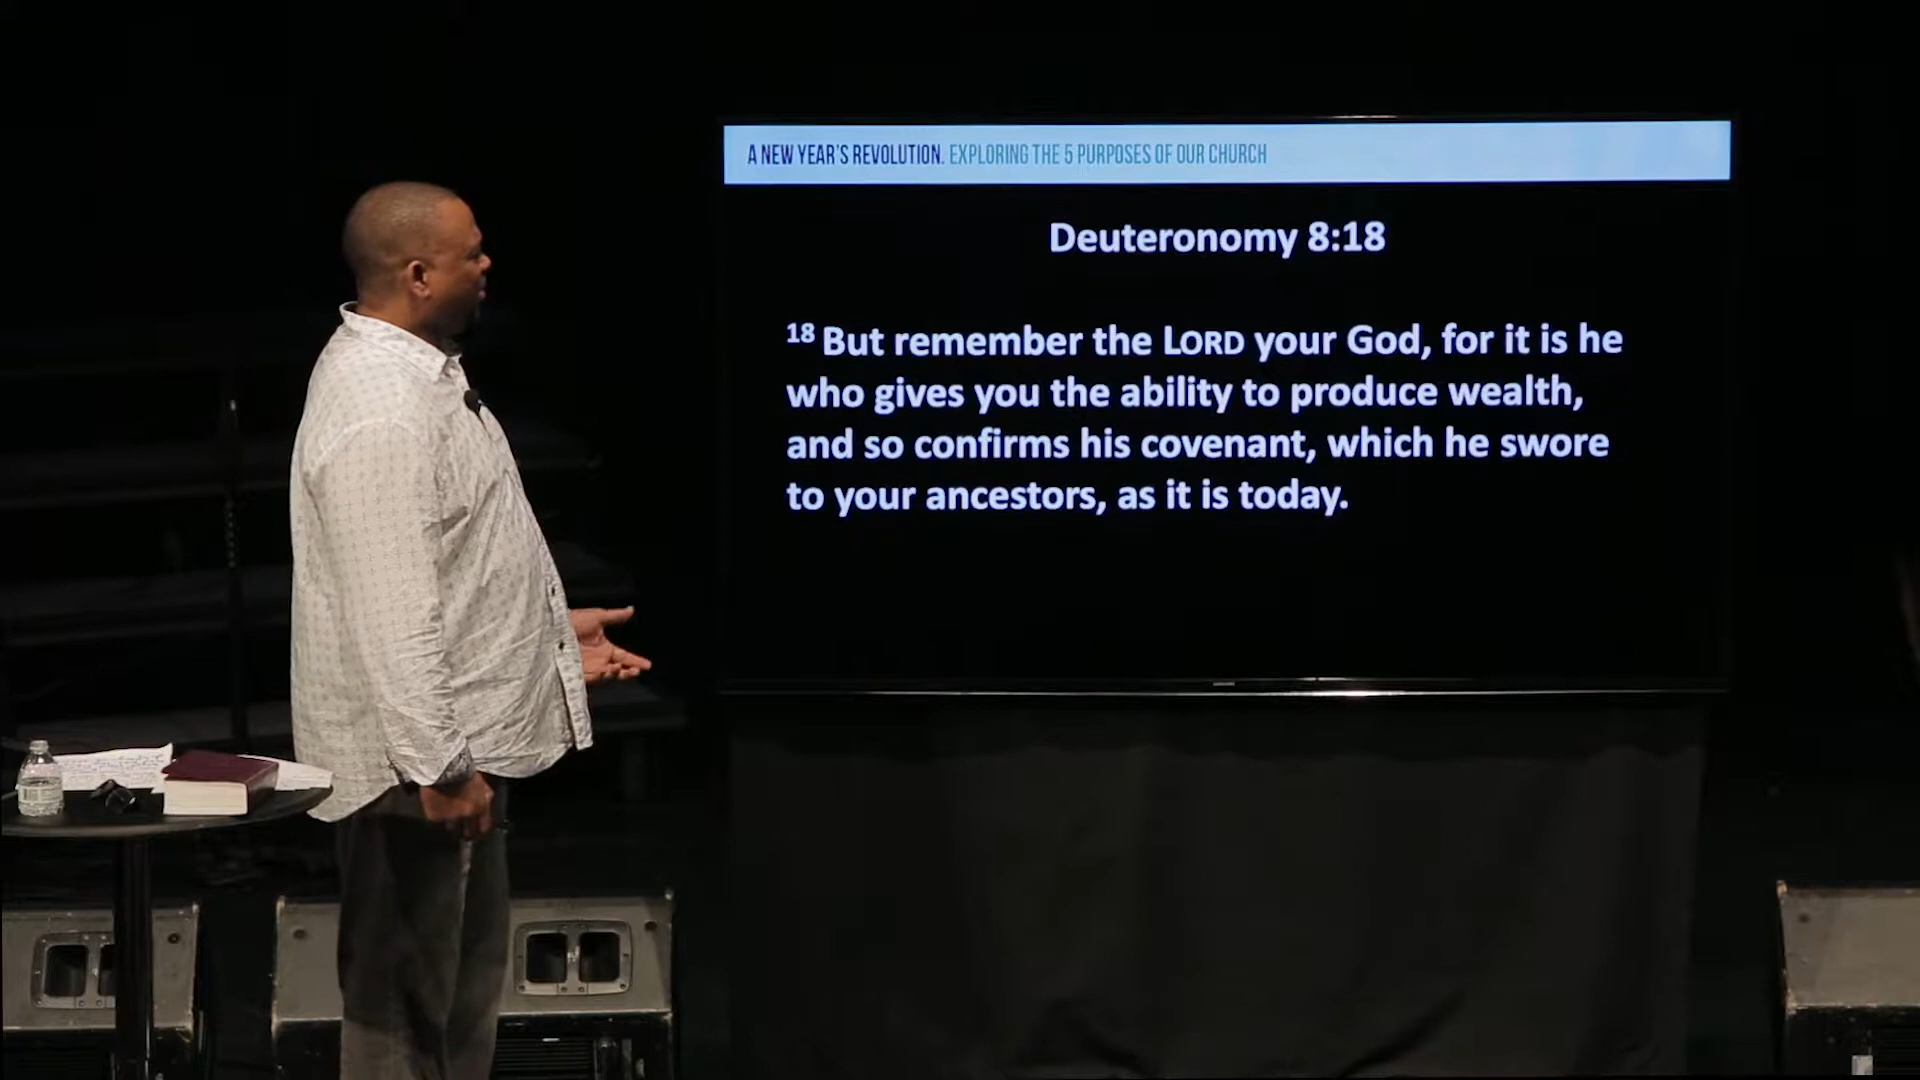 A NEW YEAR'S REVOLUTION. EXPLORING THE 5 PURPOSES OF OUR CHURCH
Deuteronomy 8:18
18 But remember the LORD your God, for it is he
who gives you the ability to produce wealth,
and so confirms his covenant, which he swore
to your ancestors, as it is today.